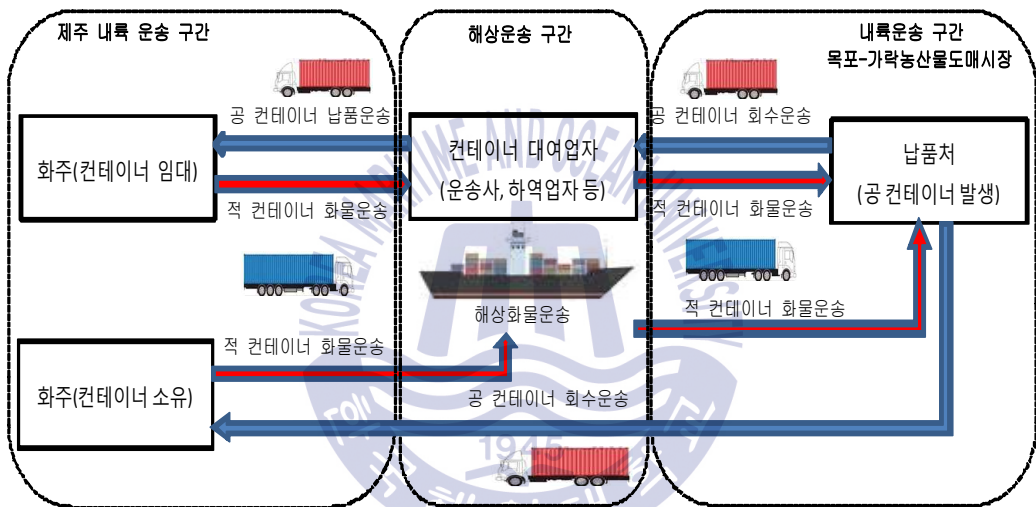 제주 내륙 운송 구간
해상운송 구간
내륙운송 구간
목포-가락농산물도매시장
공 컨테이너 납품운송
공 컨테이너 회수운송
화주(컨테이너 임대)
컨테이너 대여업자
(운송사, 하역업자 등)
납품처
(공 컨테이너 발생)
적 컨테이너 화물운송
적 컨테이너 화물운송
해상화물운송
적 컨테이너 화물운송
적 컨테이너 화물운송
화주(컨테이너 소유)
공 컨테이너 회수운송
KOREA MARITIME AND OCEAN UNIVERSITY
1945